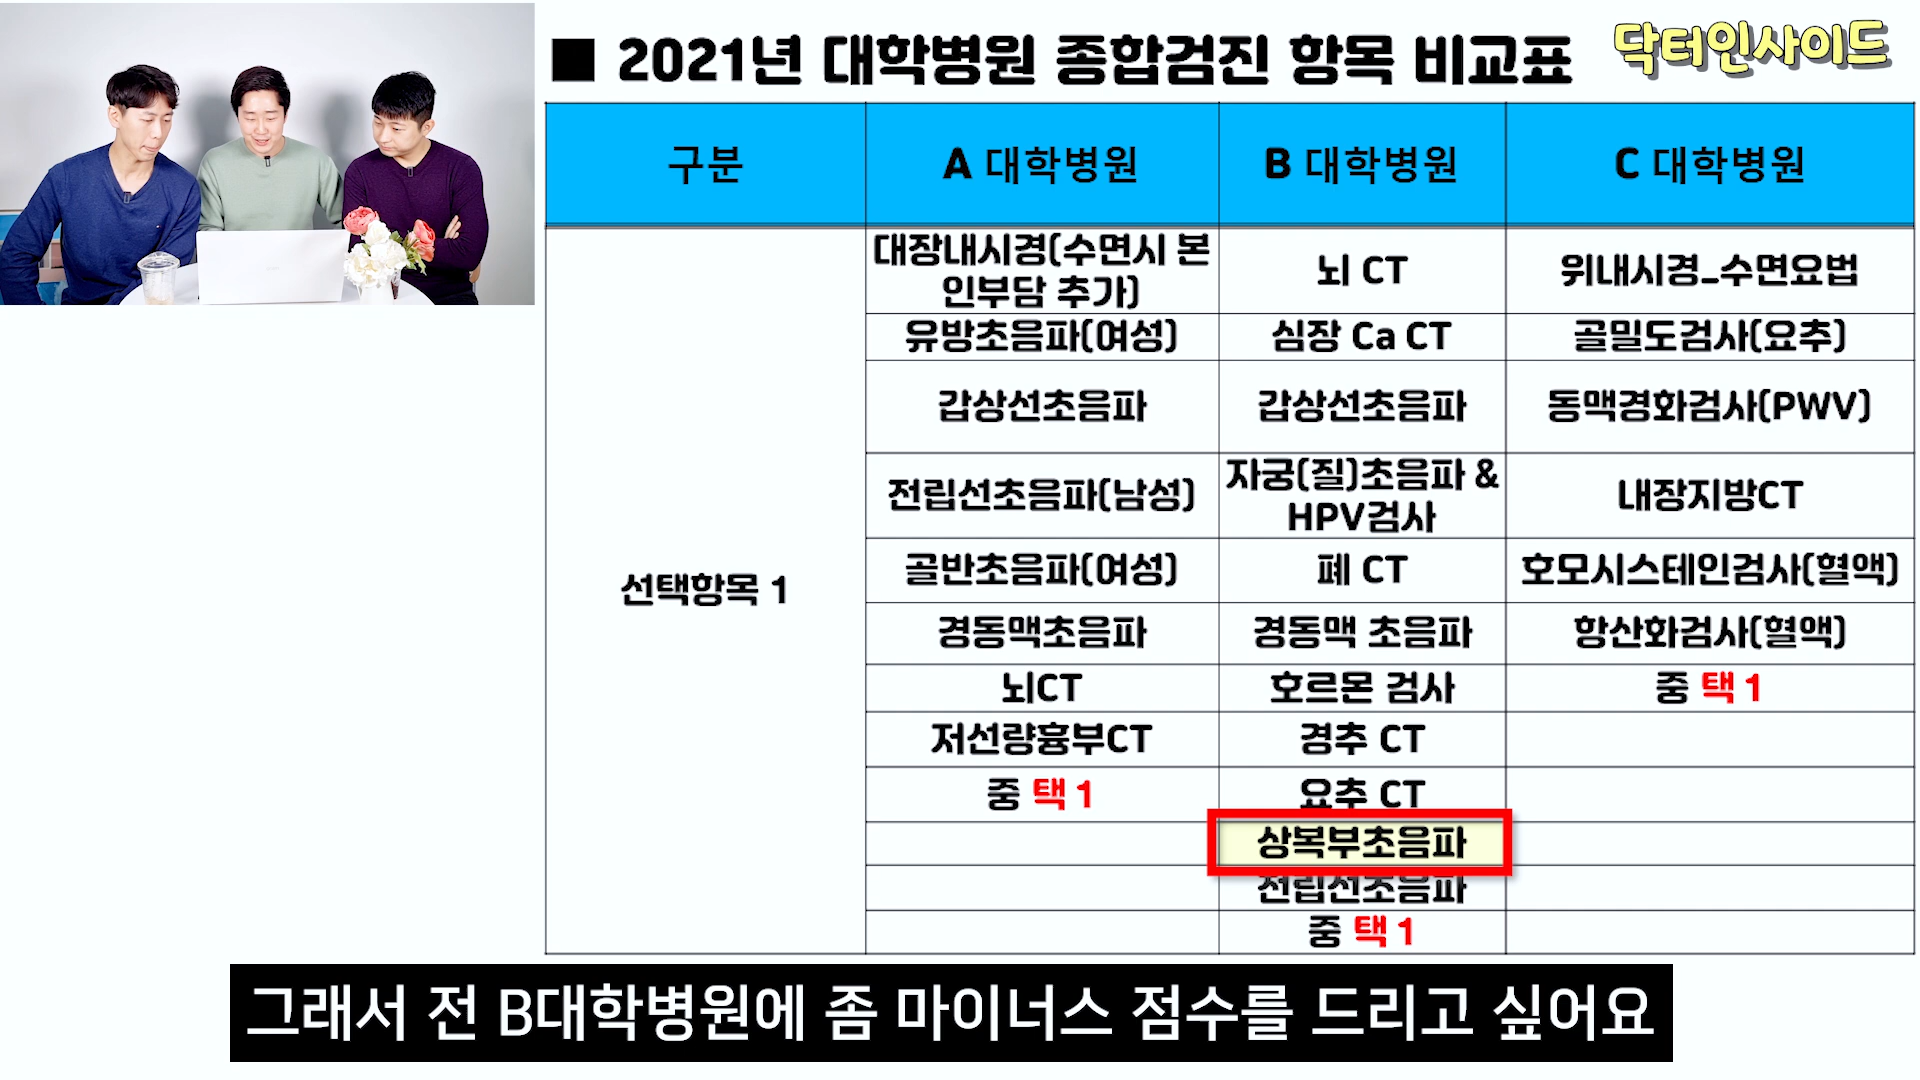 ■ 2021년 대학병원 종합검진 항목 비교표
닥터인사이드
구분 A 대학병원 B 대학병원 C 대학병원
선택항목 1
대장내시경(수면시 본
인부담 추가)
뇌 CT
위내시경_수면요법
유방초음파(여성)
심장 Ca CT
골밀도검사(요추)
갑상선초음파
갑상선초음파
동맥경화검사(PWV)
전립선초음파(남성)
자궁(질)초음파 &
HPV검사
내장지방CT
골반초음파(여성)
폐 CT
호모시스테인검사(혈액)
경동맥초음파
경동맥 초음파
항산화검사(혈액)
뇌CT
호르몬 검사
중 택 1
저선량흉부CT
경추 CT
중 택 1
요추 CT
상복부초음파
전립선초음파
중 택 1
그래서 전 B대학병원에 좀 마이너스 점수를 드리고 싶어요